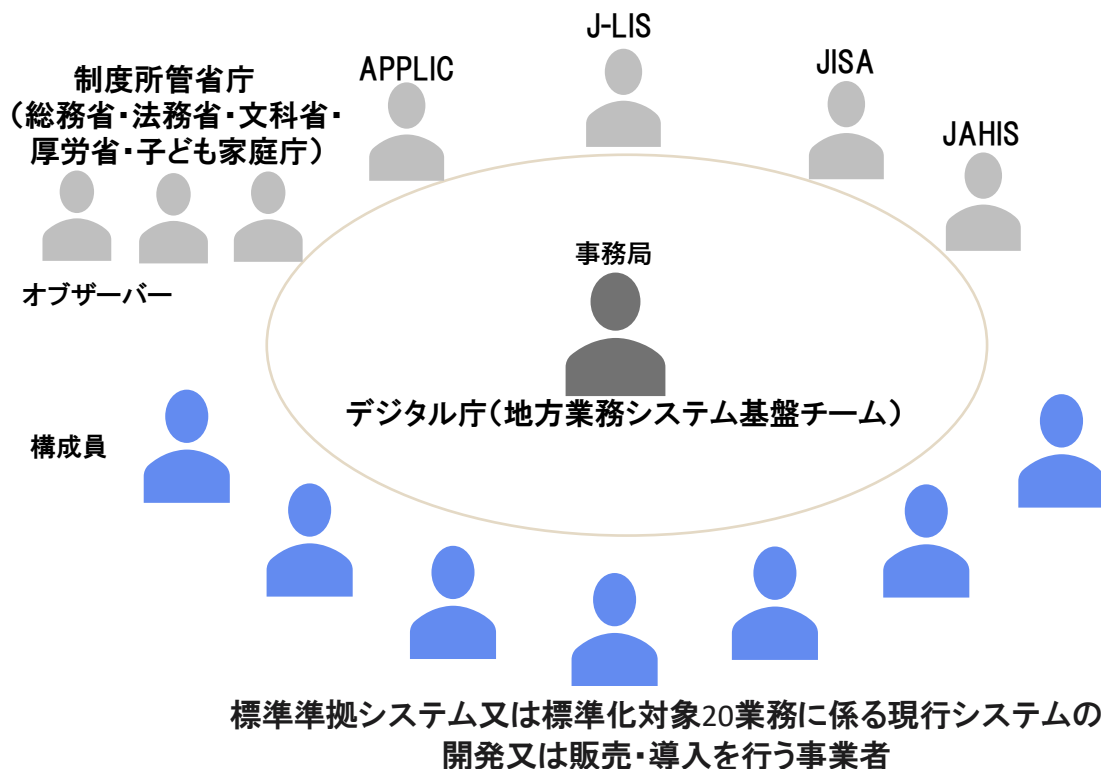 J-LIS
APPLIC
JISA
制度所管省庁
（総務省・法務省・文科省・
厚労省・子ども家庭庁）
JAHIS
事務局
オブザーバー
デジタル庁（地方業務システム基盤チーム）
構成員
標準準拠システム又は標準化対象20業務に係る現行システムの
開発又は販売・導入を行う事業者